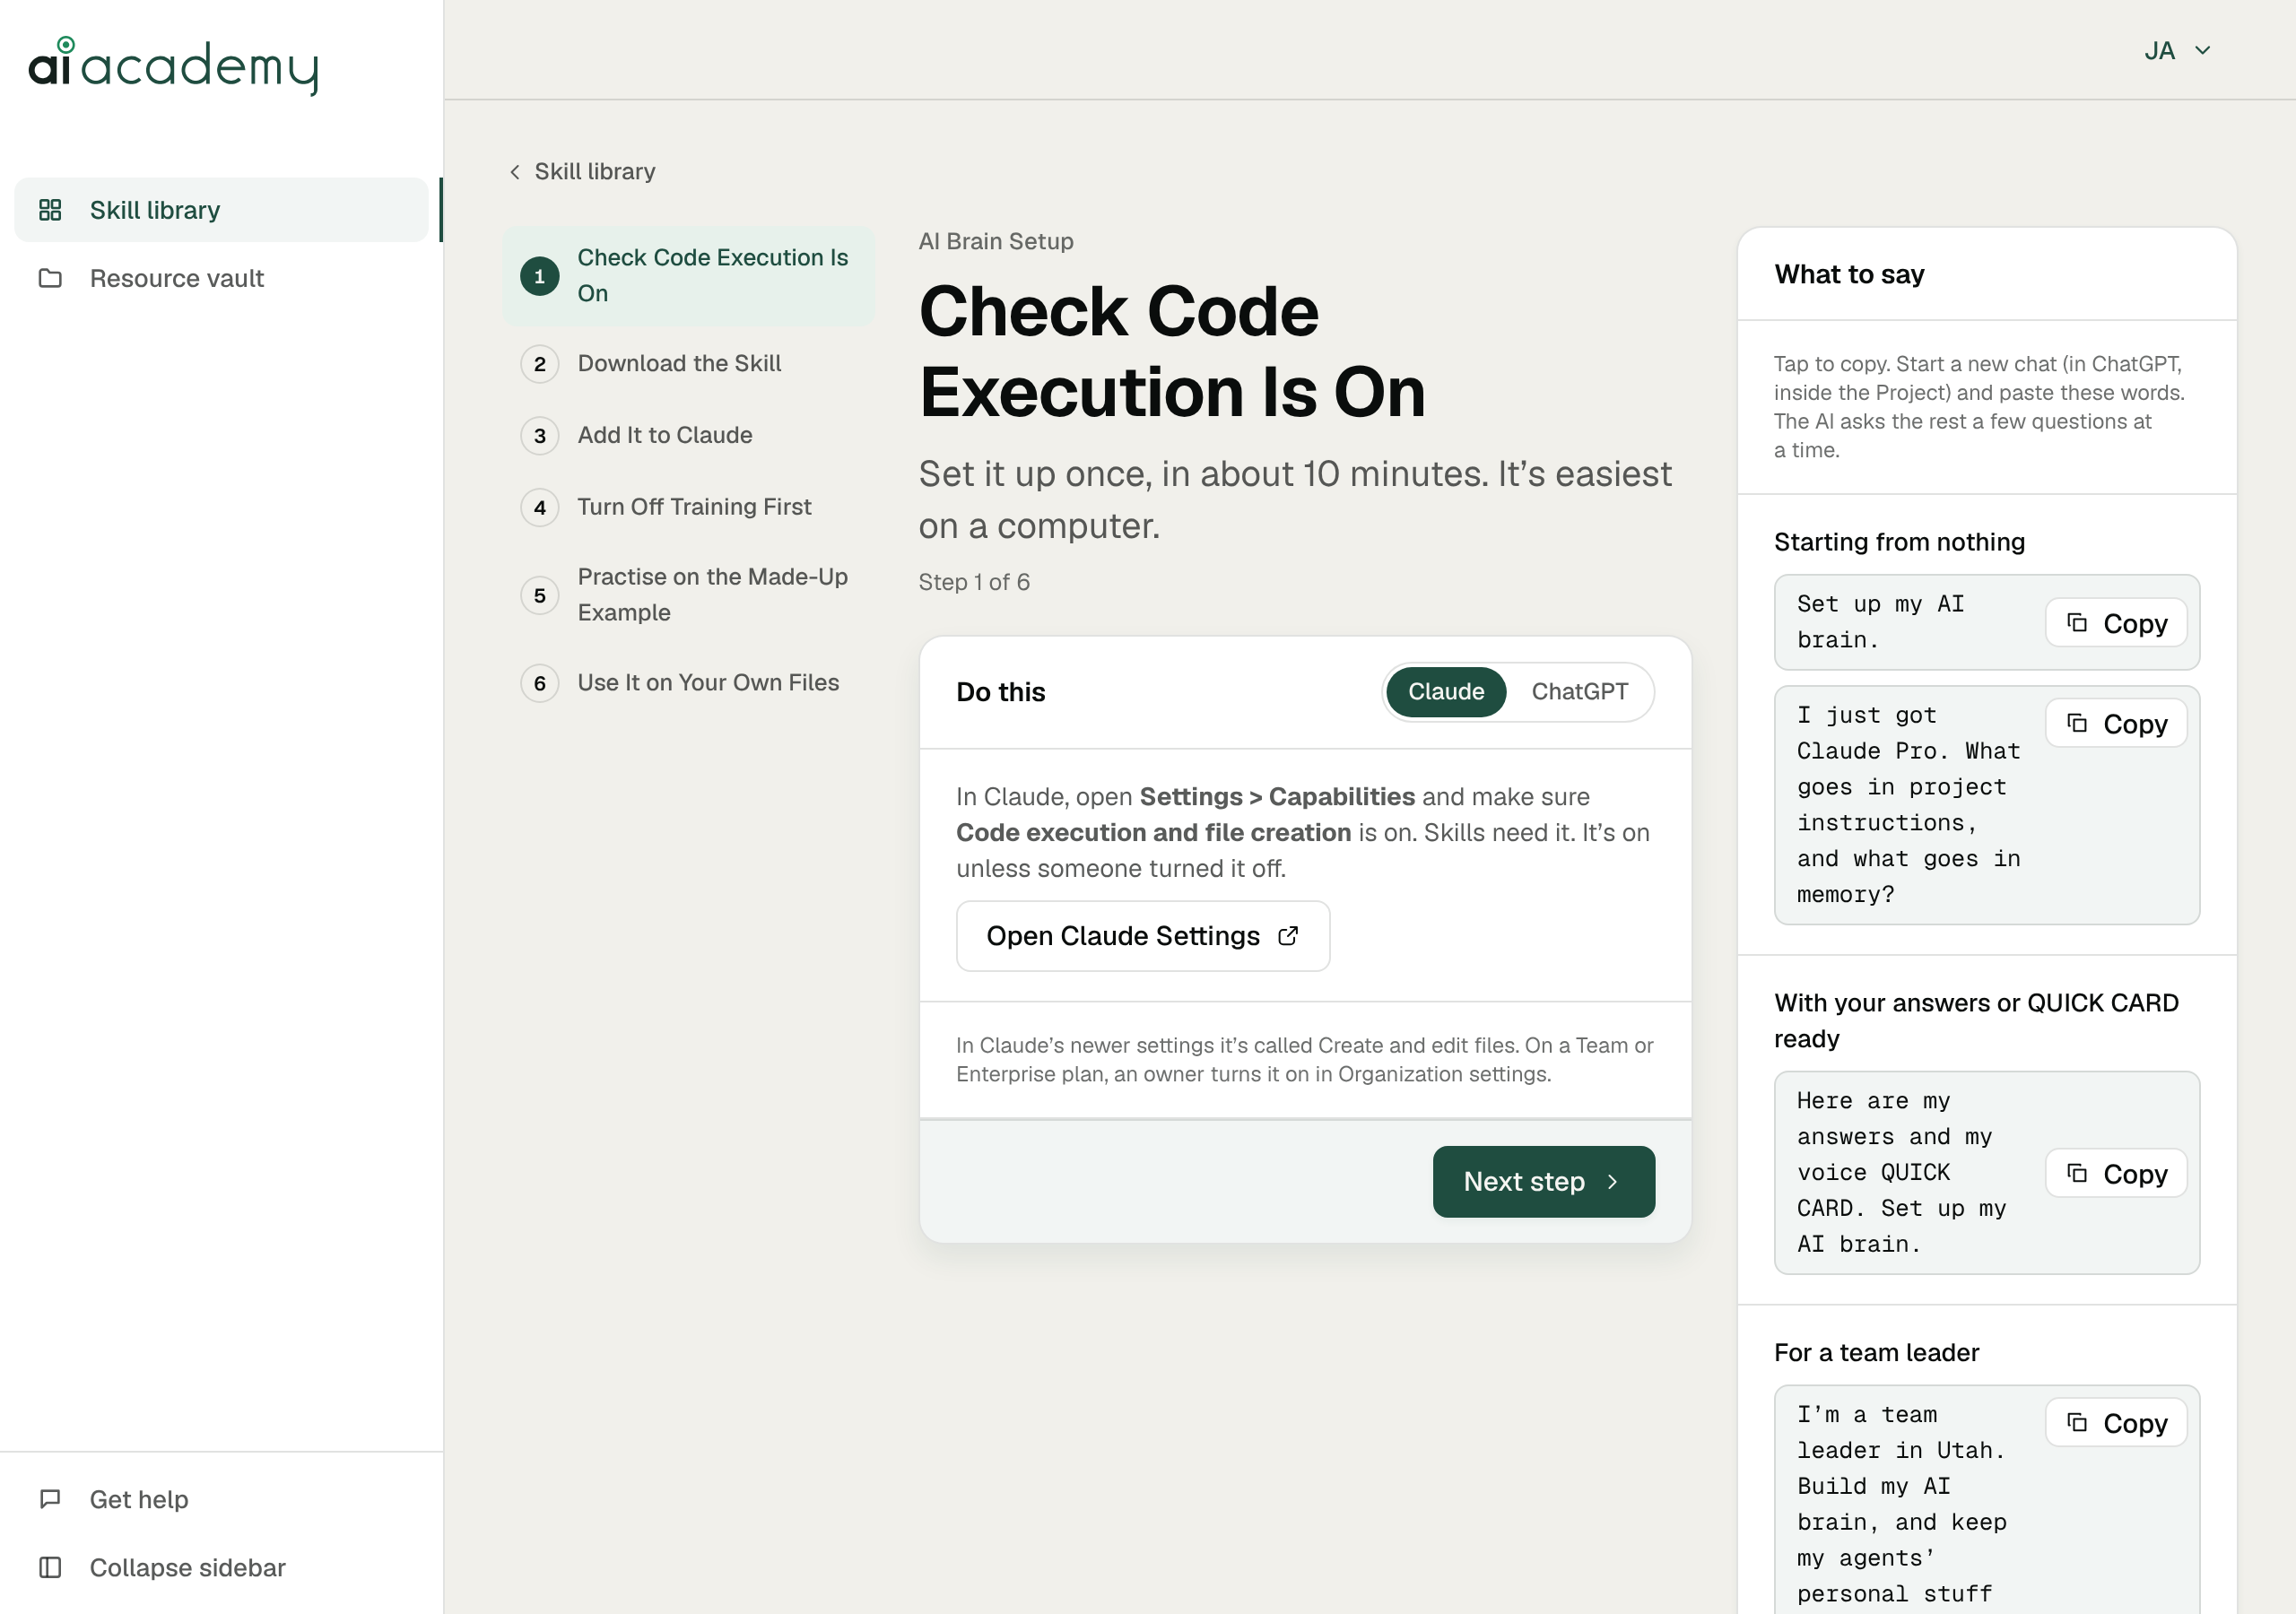 ai academy
JA
Skill library
Resource vault
Get help
Collapse sidebar
Skill library
1
Check Code Execution Is
On
2
Download the Skill
3
Add It to Claude
4
Turn Off Training First
5
Practise on the Made-Up
Example
6
Use It on Your Own Files
AI Brain Setup
Check Code
Execution Is On
Set it up once, in about 10 minutes. It’s easiest
on a computer.
Step 1 of 6
Do this
Claude
ChatGPT
In Claude, open Settings > Capabilities and make sure
Code execution and file creation is on. Skills need it. It’s on
unless someone turned it off.
Open Claude Settings
In Claude’s newer settings it’s called Create and edit files. On a Team or
Enterprise plan, an owner turns it on in Organization settings.
Next step
What to say
Tap to copy. Start a new chat (in ChatGPT,
inside the Project) and paste these words.
The AI asks the rest a few questions at
a time.
Starting from nothing
Set up my AI
brain.
Copy
I just got
Claude Pro. What
goes in project
instructions,
and what goes in
memory?
Copy
With your answers or QUICK CARD
ready
Here are my
answers and my
voice QUICK
CARD. Set up my
AI brain.
Copy
For a team leader
I’m a team
leader in Utah.
Build my AI
brain, and keep
my agents’
personal stuff
Copy